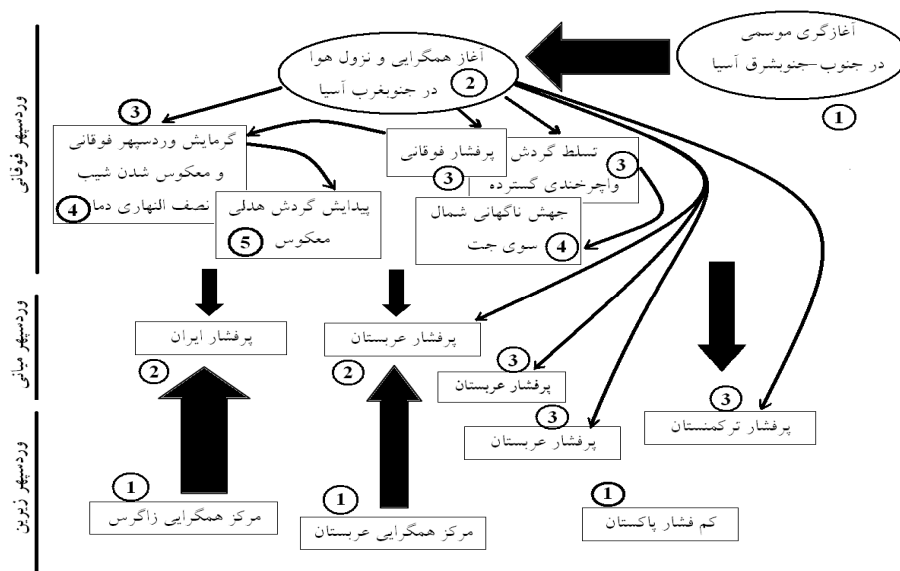 آغازگری موسمی
در جنوب-جنوبشرق آسیا
1
آغاز همگرایی و نزول هوا
در جنوبغرب آسیا
2
3
گرمایش وردسپهر فوقانی
و معکوس شدن شیب
نصف النهاری دما
4
پرفشار فوقانی
3
تسلط گردش
واچرخندی گسترده
3
جهش ناگهانی شمال
سوی جت
4
پیدایش گردش هدلی
معکوس
5
وردسپهر فوقانی
پرفشار ایران
2
پرفشار عربستان
2
3
پرفشار عربستان
3
پرفشار عربستان
3
پرفشار ترکمنستان
وردسپهر میانی
1
مرکز همگرایی زاگرس
1
مرکز همگرایی عربستان
1
کم فشار پاکستان
وردسپهر زیرین